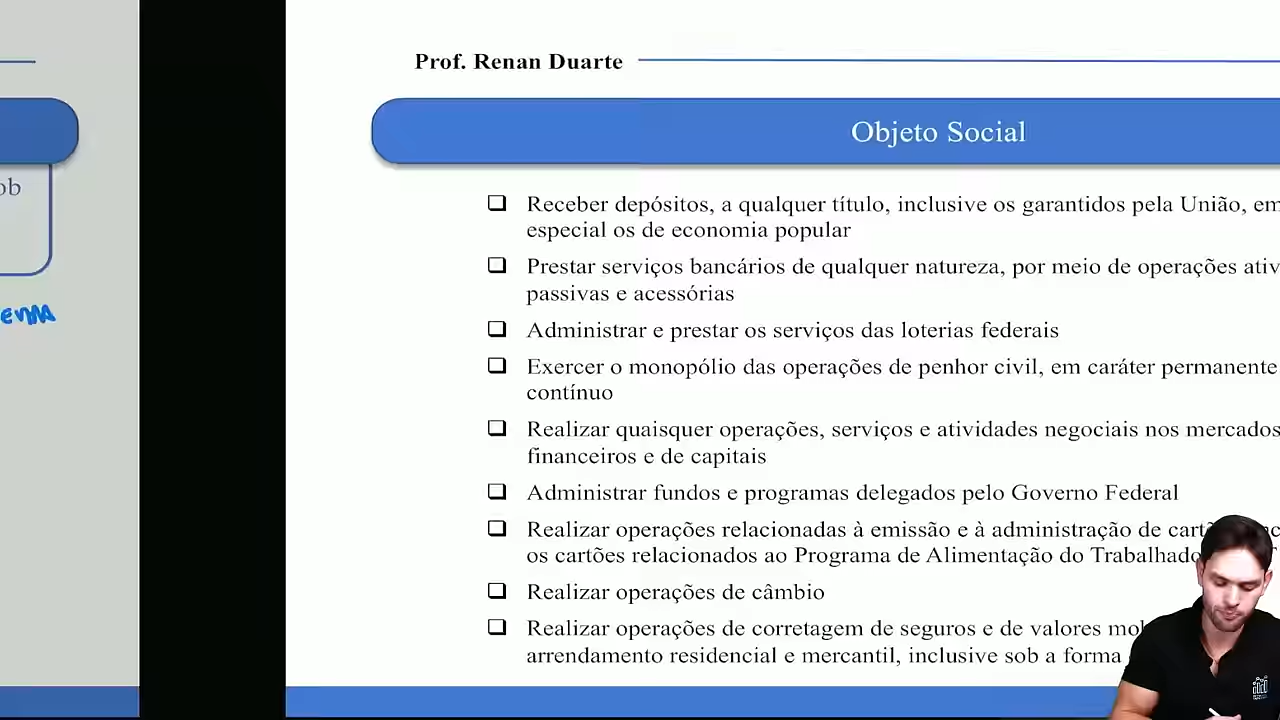 Prof. Renan Duarte
Objeto Social
ob
Receber depósitos, a qualquer título, inclusive os garantidos pela União, em
especial os de economia popular
Prestar serviços bancários de qualquer natureza, por meio de operações ativ
passivas e acessórias
Administrar e prestar os serviços das loterias federais
Exercer o monopólio das operações de penhor civil, em caráter permanente
contínuo
Realizar quaisquer operações, serviços e atividades negociais nos mercados
financeiros e de capitais
Administrar fundos e programas delegados pelo Governo Federal
Realizar operações relacionadas à emissão e à administração de cart
os cartões relacionados ao Programa de Alimentação do Trabalhado
Realizar operações de câmbio
Realizar operações de corretagem de seguros e de valores mob
arrendamento residencial e mercantil, inclusive sob a forma